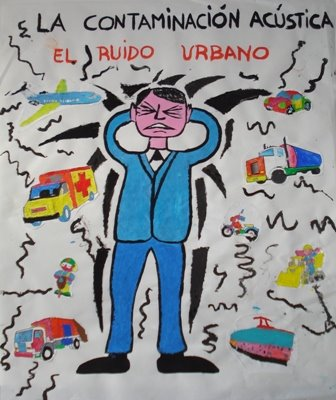 LA CONTAMINACIÓN ACÚSTICA
EL RUIDO URBANO